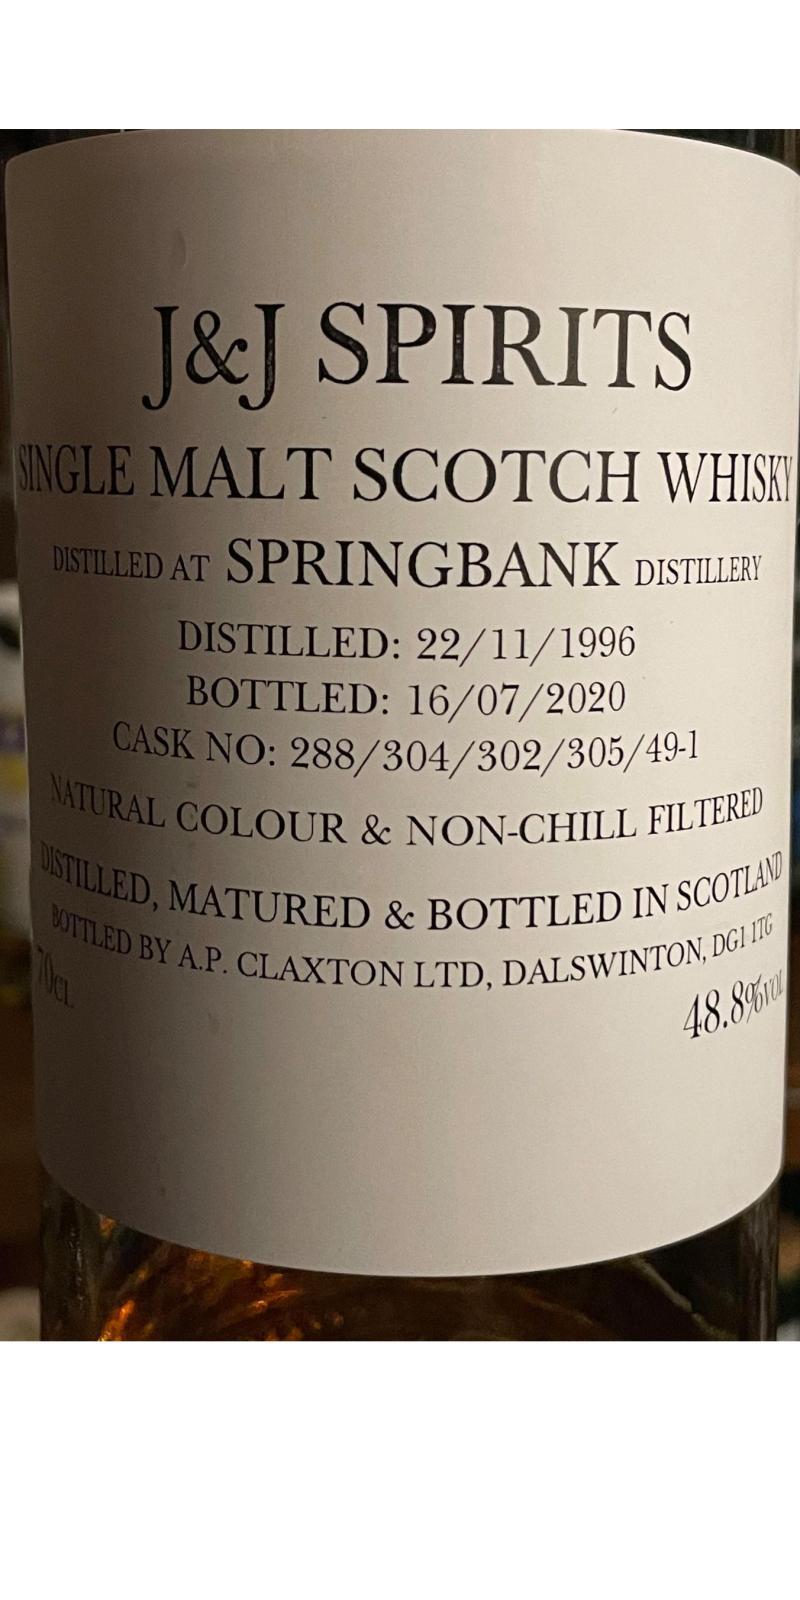 J&J SPIRITS
SINGLE MALT SCOTCH WHISKY
DISTILLED AT SPRINGBANK DISTILLERY
DISTILLED: 22/11/1996
BOTTLED: 16/07/2020
CASK NO: 288/304/302/305/49-1
NATURAL COLOUR & NON-CHILL FILTERED
DISTILLED, MATURED & BOTTLED IN SCOTLAND
BOTTLED BY A.P. CLAXTON LTD, DALSWINTON, DG1 1TG
70CL 48.8%VOL